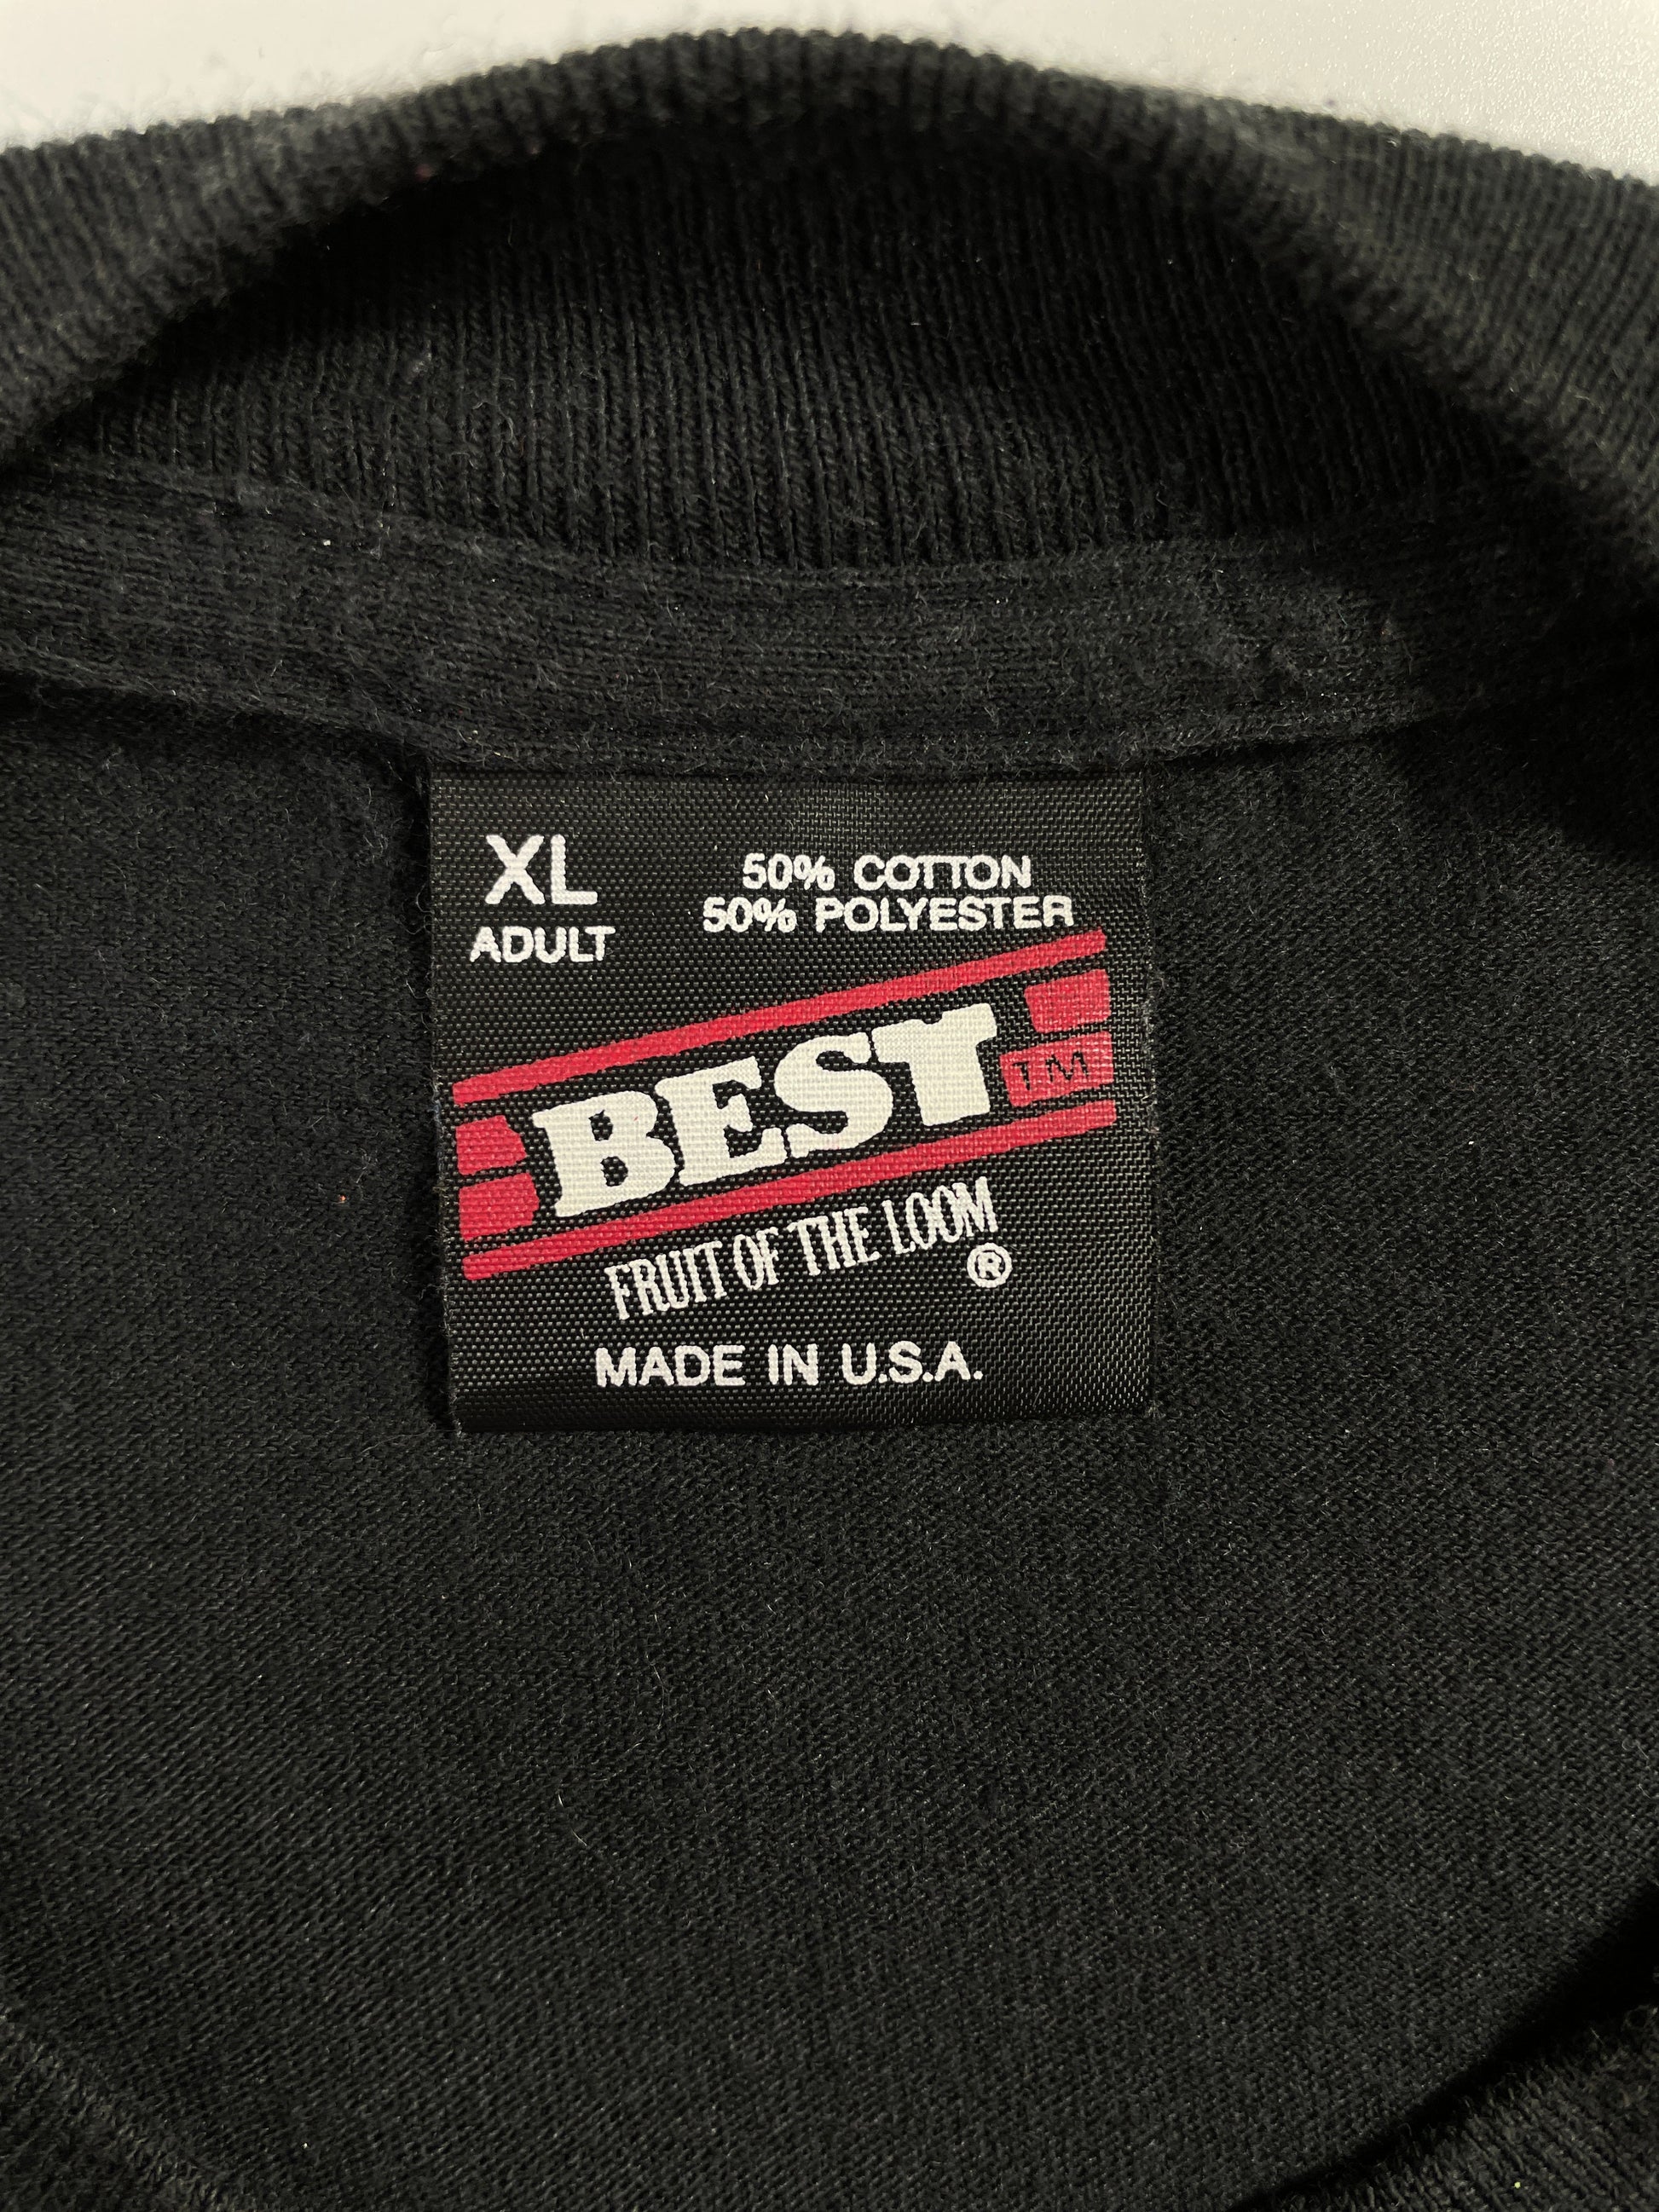 XL
ADULT
50% COTTON
50% POLYESTER
BEST TM
FRUIT OF THE LOOM ®
MADE IN U.S.A.